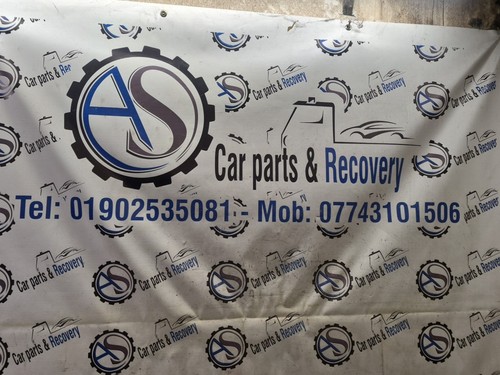 AS
Car parts & Recovery
Tel: 01902535081 - Mob: 07743101506